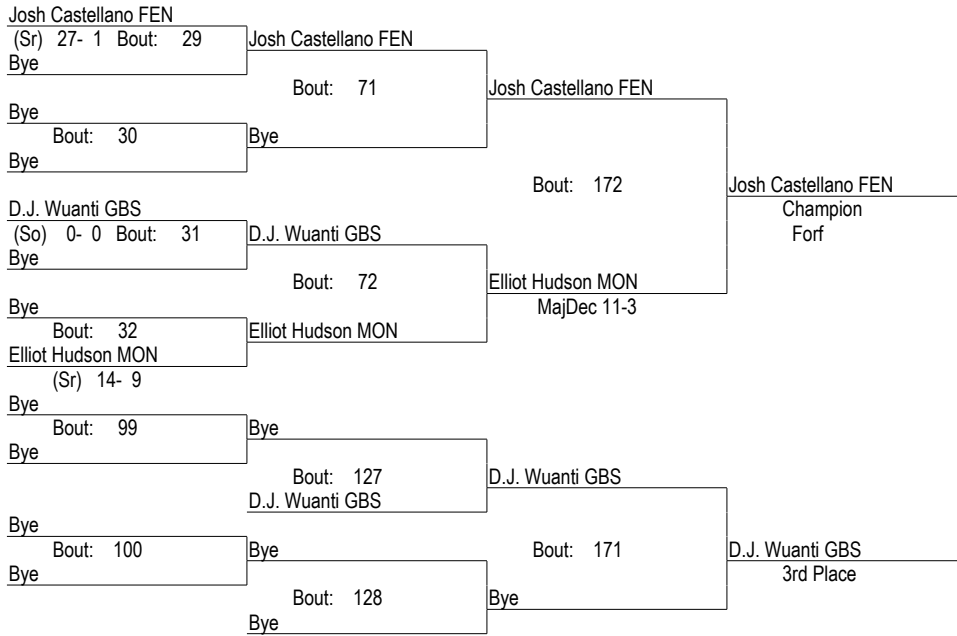 Josh Castellano FEN
(Sr) 27- 1 Bout: 29 Josh Castellano FEN
Bye
Bout: 71 Josh Castellano FEN
Bye
Bout: 30 Bye
Bye
Bout: 172 Josh Castellano FEN
D.J. Wuanti GBS Champion
(So) 0- 0 Bout: 31 D.J. Wuanti GBS Forf
Bye
Bout: 72 Elliot Hudson MON
Bye MajDec 11-3
Bout: 32 Elliot Hudson MON
Elliot Hudson MON
(Sr) 14- 9
Bye
Bout: 99 Bye
Bye
Bout: 127 D.J. Wuanti GBS
D.J. Wuanti GBS
Bye
Bout: 100 Bye Bout: 171 D.J. Wuanti GBS
Bye 3rd Place
Bout: 128 Bye
Bye